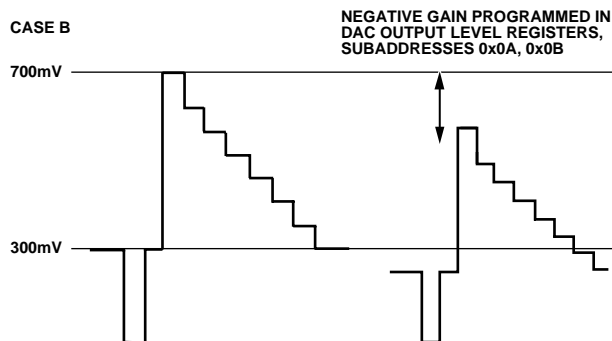 CASE B
NEGATIVE GAIN PROGRAMMED IN
DAC OUTPUT LEVEL REGISTERS,
SUBADDRESSES 0x0A, 0x0B
700mV
300mV